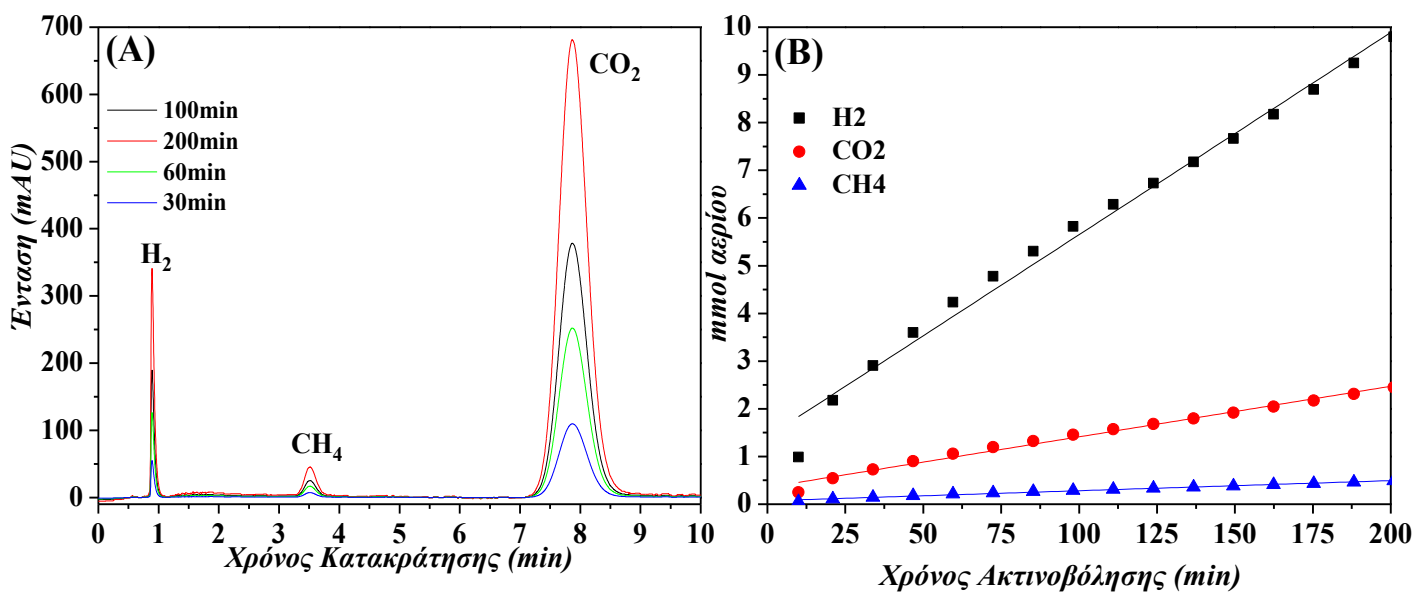 (A)
700
600
500
400
300
200
100
0
Ένταση (mAU)
100min
200min
60min
30min
H2
CH4
CO2
0 1 2 3 4 5 6 7 8 9 10
Χρόνος Κατακράτησης (min)
(B)
10
9
8
7
6
5
4
3
2
1
0
mmol αερίου
H2
CO2
CH4
0 25 50 75 100 125 150 175 200
Χρόνος Ακτινοβόλησης (min)